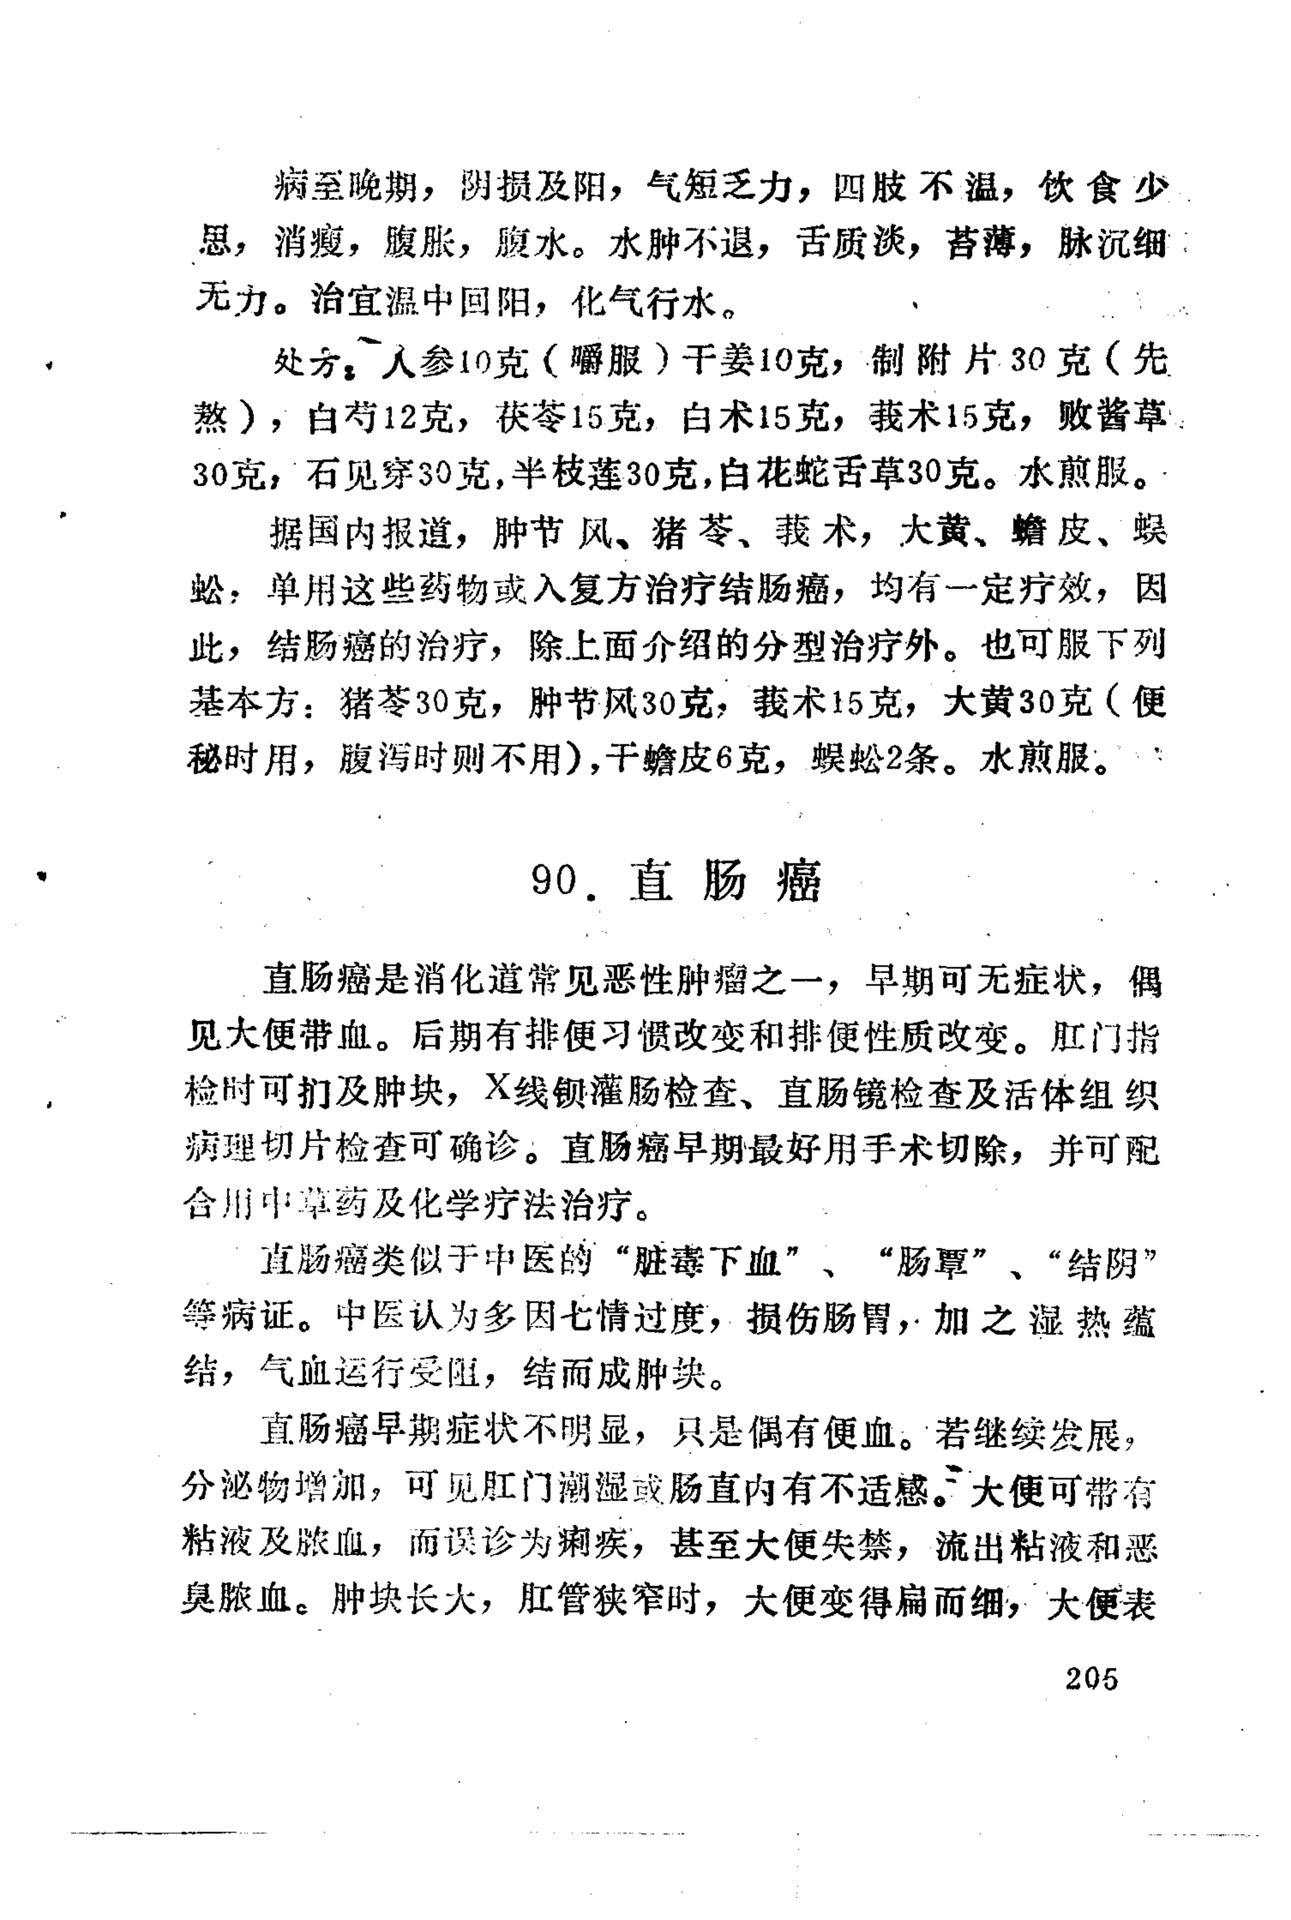 病至晚期，阴损及阳，气短乏力，四肢不温，饮食少
思，消瘦，腹胀，腹水。水肿不退，舌质淡，苔薄，脉沉细
无力。治宜温中回阳，化气行水。
处方：人参10克（嚼服）干姜10克，制附片30克（先
熬），白芍12克，茯苓15克，白术15克，莪术15克，败酱草
30克，石见穿30克，半枝莲30克，白花蛇舌草30克。水煎服。
据国内报道，肿节风、猪苓、莪术，大黄、蟾皮、蜈
蚣，单用这些药物或入复方治疗结肠癌，均有一定疗效，因
此，结肠癌的治疗，除上面介绍的分型治疗外。也可服下列
基本方：猪苓30克，肿节风30克，莪术15克，大黄30克（便
秘时用，腹泻时则不用），干蟾皮6克，蜈蚣2条。水煎服。
90．直肠癌
直肠癌是消化道常见恶性肿瘤之一，早期可无症状，偶
见大便带血。后期有排便习惯改变和排便性质改变。肛门指
检时可扪及肿块，X线钡灌肠检查、直肠镜检查及活体组织
病理切片检查可确诊。直肠癌早期最好用手术切除，并可配
合用中草药及化学疗法治疗。
直肠癌类似于中医的“脏毒下血”、“肠覃”、“结阴”
等病证。中医认为多因七情过度，损伤肠胃，加之湿热蕴
结，气血运行受阻，结而成肿块。
直肠癌早期症状不明显，只是偶有便血。若继续发展，
分泌物增加，可见肛门潮湿或肠直内有不适感。大便可带有
粘液及脓血，而误诊为痢疾，甚至大便失禁，流出粘液和恶
臭脓血。肿块长大，肛管狭窄时，大便变得扁而细，大便表
205